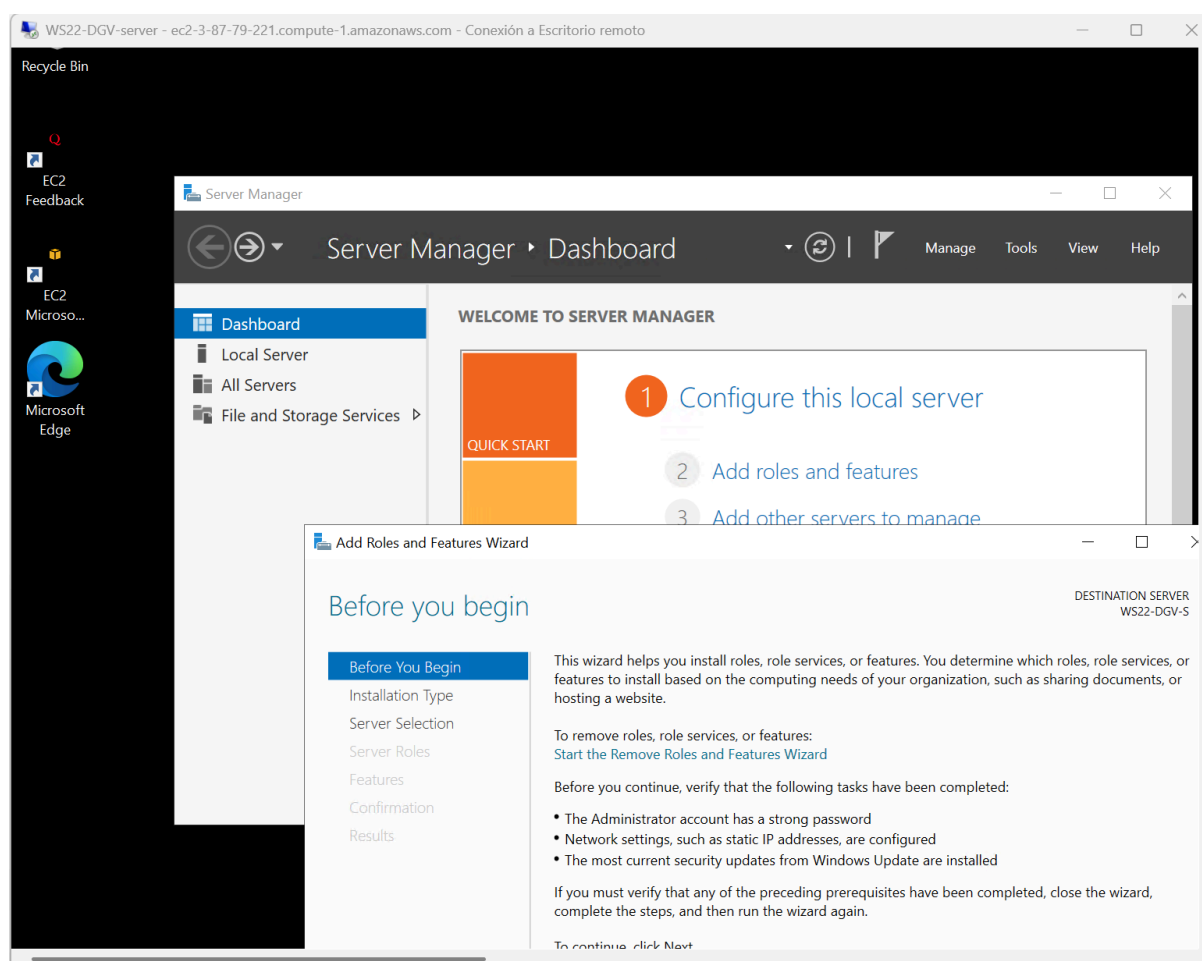 WS22-DGV-server - ec2-3-87-79-221.compute-1.amazonaws.com - Conexión a Escritorio remoto
Recycle Bin
EC2
Feedback
EC2
Microso...
Microsoft
Edge
Server Manager
Server Manager Dashboard
Manage Tools View Help
Dashboard
Local Server
All Servers
File and Storage Services
WELCOME TO SERVER MANAGER
QUICK START
1 Configure this local server
2 Add roles and features
3 Add other servers to manage
Add Roles and Features Wizard
Before you begin
DESTINATION SERVER
WS22-DGV-S
Before You Begin
Installation Type
Server Selection
Server Roles
Features
Confirmation
Results
This wizard helps you install roles, role services, or features. You determine which roles, role services, or
features to install based on the computing needs of your organization, such as sharing documents, or
hosting a website.
To remove roles, role services, or features:
Start the Remove Roles and Features Wizard
Before you continue, verify that the following tasks have been completed:
• The Administrator account has a strong password
• Network settings, such as static IP addresses, are configured
• The most current security updates from Windows Update are installed
If you must verify that any of the preceding prerequisites have been completed, close the wizard,
complete the steps, and then run the wizard again.
To continue, click Next